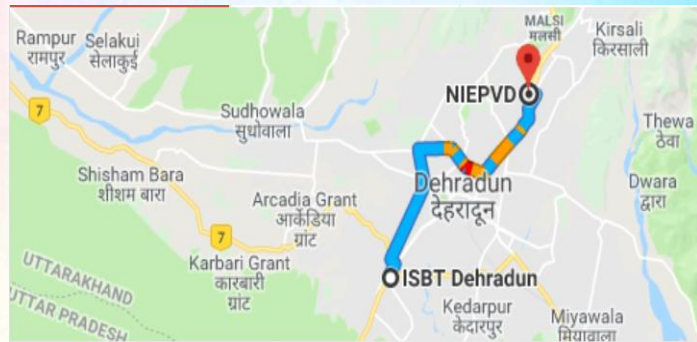 MALSI
मलसी
Kirsali
किरसाली
Rampur
रामपुर
Selakui
सेलाकुई
NIEPVD
7
Sudhowala
सुधोवाला
Thewa
ठेवा
Shisham Bara
शीशम बारा
Dehradun
देहरादून
Dwara
द्वारा
Arcadia Grant
आर्केडिया
ग्रांट
7
Karbari Grant
कारबारी
ग्रांट
ISBT Dehradun
UTTARAKHAND
UTTAR PRADESH
Kedarpur
केदारपुर
Miyawala
मियावाला